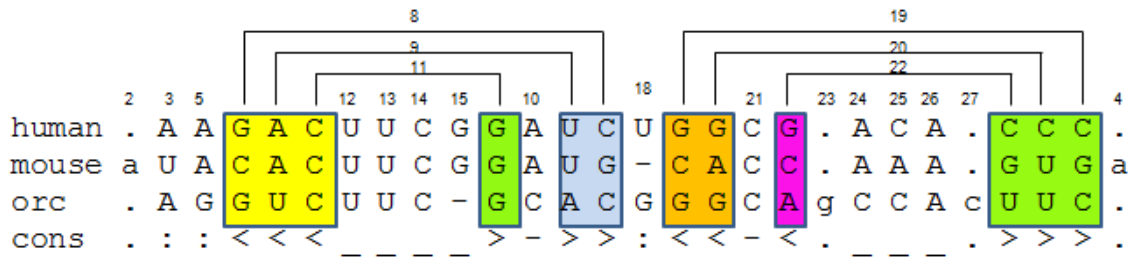 8 19
9 20
11 22
2 3 5 12 13 14 15 10 18 21 23 24 25 26 27 4
human . A A G A C U U C G G A U C U G G C G . A C A . C C C .
mouse a U A C A C U U C G G A U G - C A C C . A A A . G U G a
orc . A G G U C U U C - G C A C G G G C A g C C A c U U C .
cons . : : < < < _ _ _ _ > - > > : < < - < . _ _ _ . > > > .